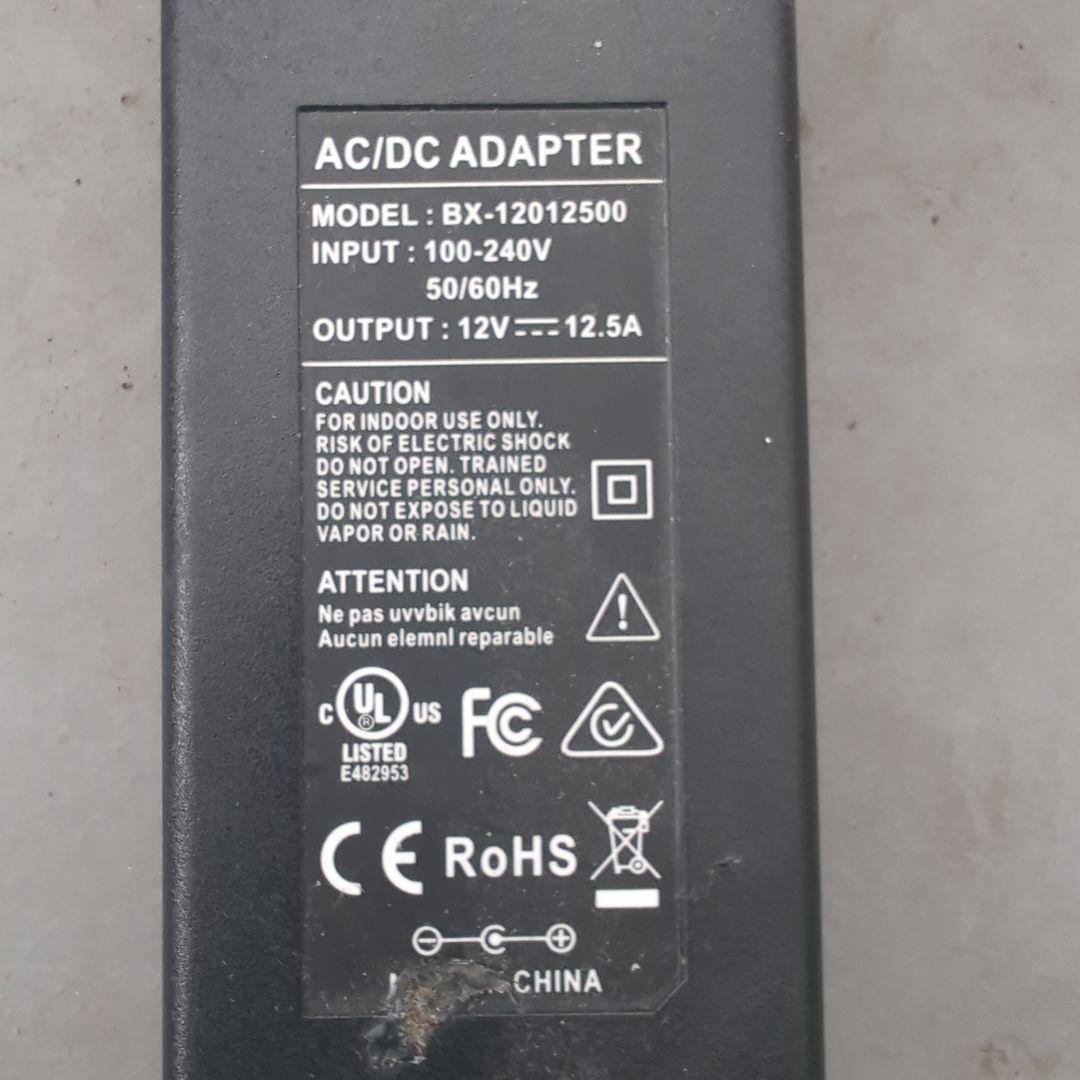 AC/DC ADAPTER
MODEL : BX-12012500
INPUT : 100-240V
50/60Hz
OUTPUT : 12V⎓12.5A
CAUTION
FOR INDOOR USE ONLY.
RISK OF ELECTRIC SHOCK
DO NOT OPEN. TRAINED
SERVICE PERSONAL ONLY.
DO NOT EXPOSE TO LIQUID
VAPOR OR RAIN.
ATTENTION
Ne pas uvvbik avcun
Aucun elemnl reparable
C UL ® US
LISTED
E482953
FC
CE RoHS
CHINA